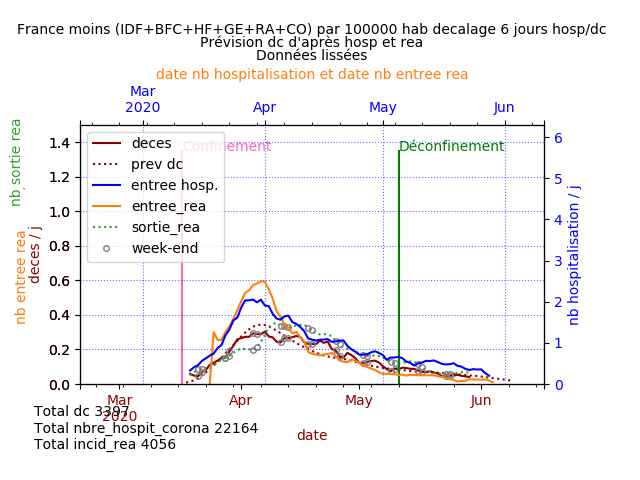 France moins (IDF+BFC+HF+GE+RA+CO) par 100000 hab decalage 6 jours hosp/dc
Prévision dc d'après hosp et rea
Données lissées
date nb hospitalisation et date nb entree rea
Mar
2020
Apr
May
Jun
nb sortie rea
nb entree rea
deces / j
nb hospitalisation / j
1.4
1.2
1.0
0.8
0.6
0.4
0.2
0.0
6
5
4
3
2
1
0
deces
prev dc
entree hosp.
entree_rea
sortie_rea
week-end
Confinement
Déconfinement
Mar
2020
Apr
May
Jun
date
Total dc 3397
Total nbre_hospit_corona 22164
Total incid_rea 4056